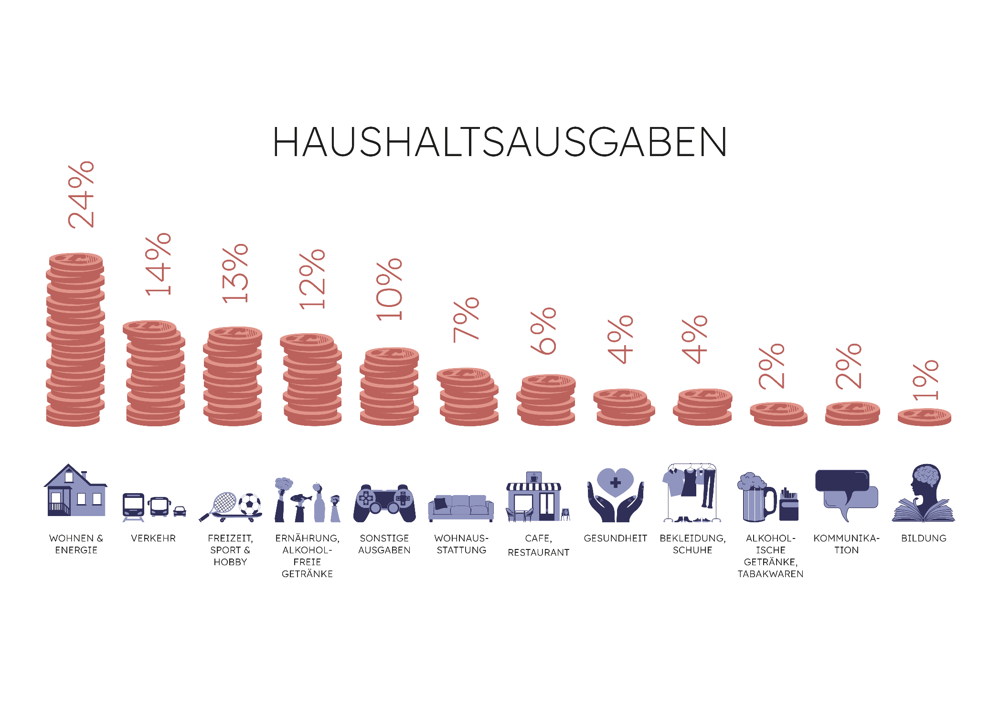 HAUSHALTSAUSGABEN
24%
14%
13%
12%
10%
7%
6%
4%
4%
2%
2%
1%
WOHNEN &
ENERGIE
VERKEHR
FREIZEIT,
SPORT &
HOBBY
ERNÄHRUNG,
ALKOHOL-
FREIE
GETRÄNKE
SONSTIGE
AUSGABEN
WOHNAUS-
STATTUNG
CAFE,
RESTAURANT
GESUNDHEIT
BEKLEIDUNG,
SCHUHE
ALKOHOL-
ISCHE
GETRÄNKE,
TABAKWAREN
KOMMUNIKA-
TION
BILDUNG